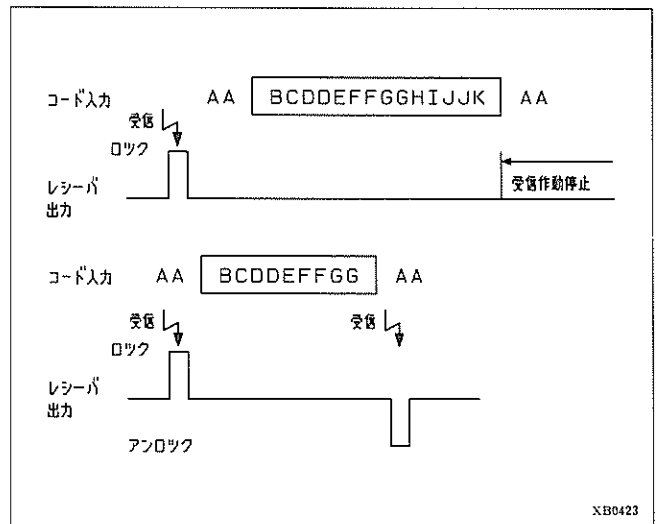 コード入力 AA BCDDEFFGGHIJJK AA
受信
ロック
受信作動停止
レシーバ
出力
コード入力 AA BCDDEFFGG AA
受信 受信
ロック
レシーバ
出力
アンロック
XB0423